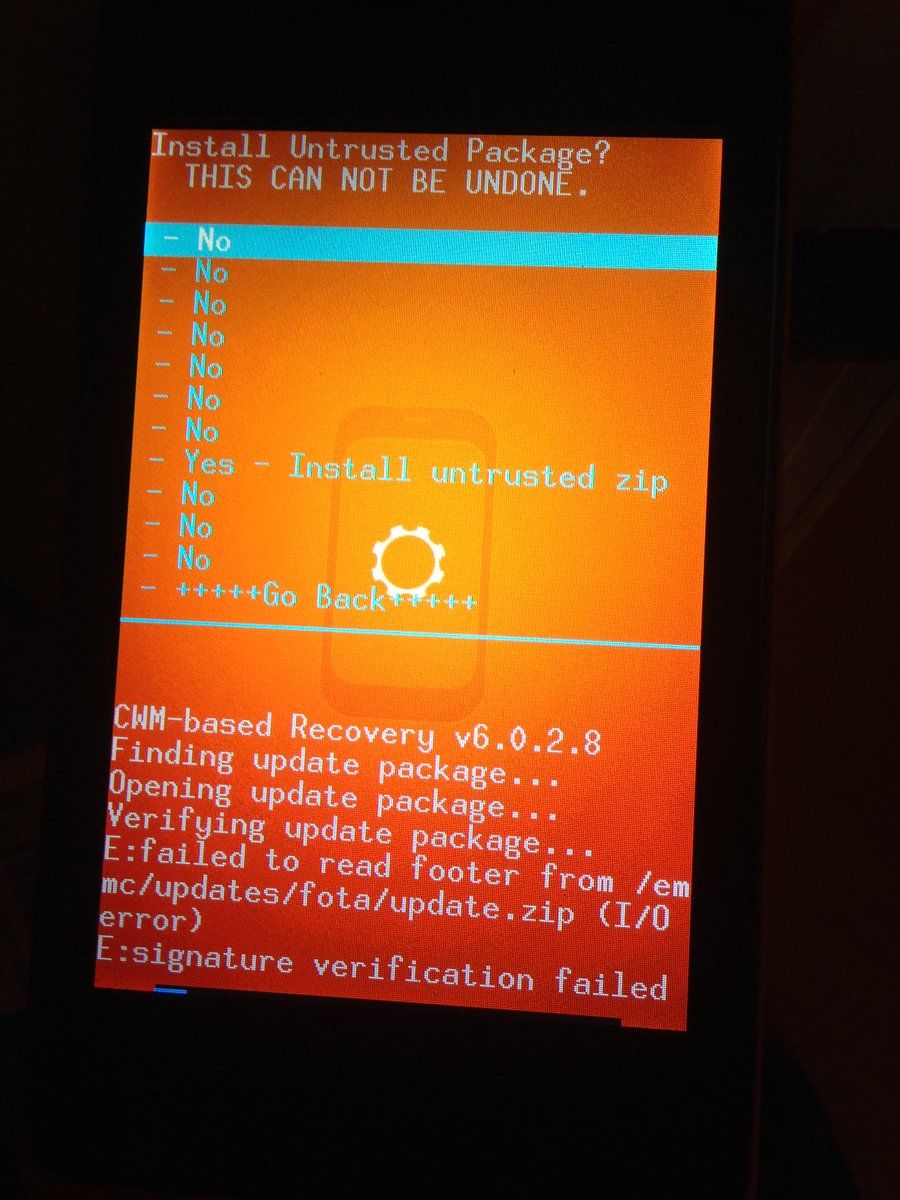 Install Untrusted Package?
THIS CAN NOT BE UNDONE.
- No
- No
- No
- No
- No
- No
- No
- Yes - Install untrusted zip
- No
- No
- No
- +++++Go Back+++++
CWM-based Recovery v6.0.2.8
Finding update package...
Opening update package...
Verifying update package...
E:failed to read footer from /em
mc/updates/fota/update.zip (I/O
error)
E:signature verification failed